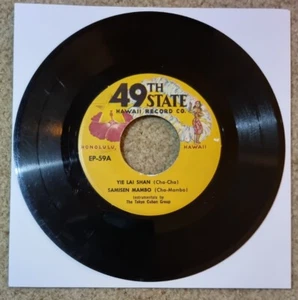 49TH STATE
HAWAII RECORD CO
HONOLULU,
HAWAII
EP-59A
YIE LAI SHAN (Cha-Cha)
SAMISEN MAMBO (Cha-Mambo)
Instrumentals by
The Tokyo Cuban Group